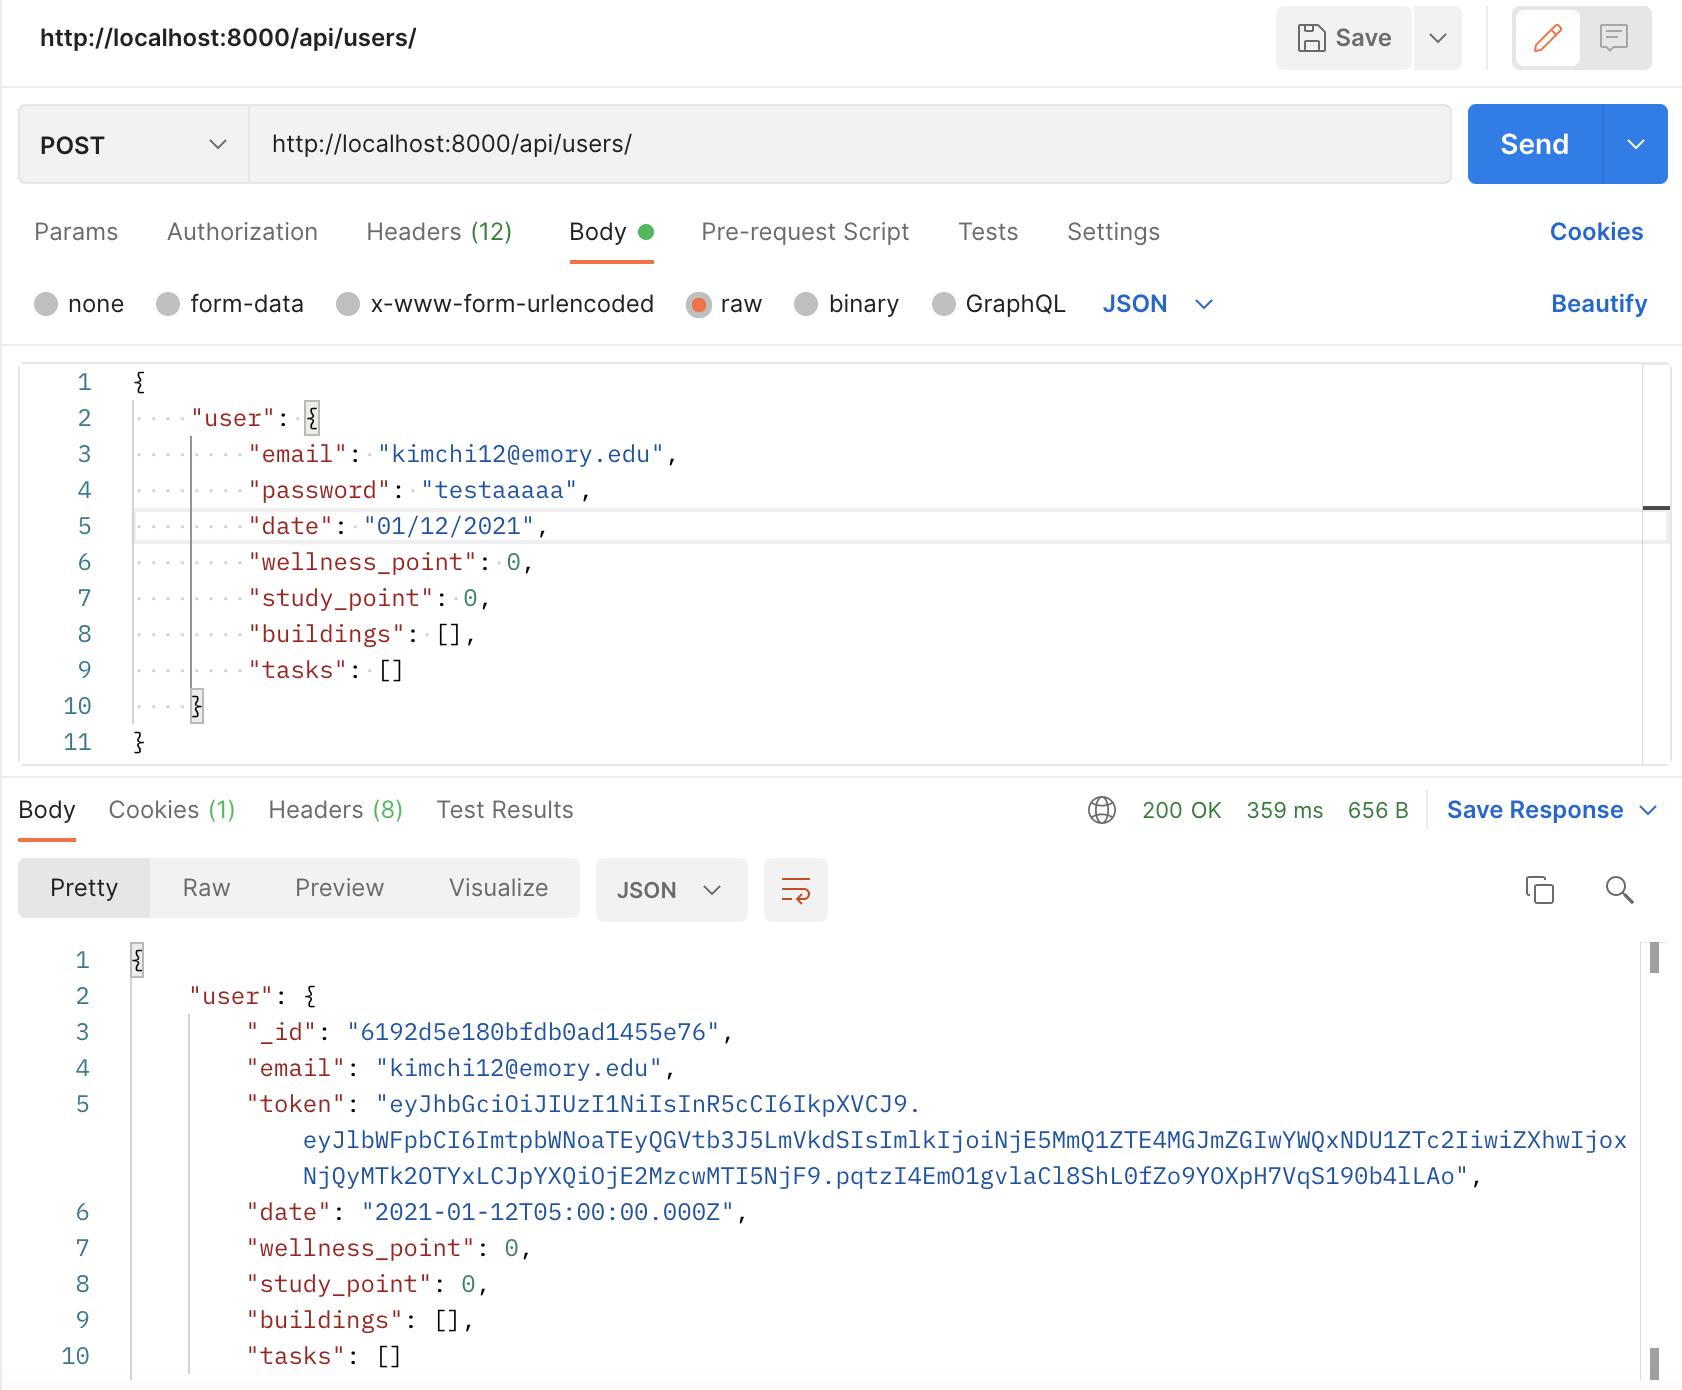 http://localhost:8000/api/users/
Save
POST
http://localhost:8000/api/users/
Send
Params Authorization Headers (12) Body Pre-request Script Tests Settings Cookies
none form-data x-www-form-urlencoded raw binary GraphQL JSON Beautify
1 {
2 "user": {
3 "email": "kimchi12@emory.edu",
4 "password": "testaaaaa",
5 "date": "01/12/2021",
6 "wellness_point": 0,
7 "study_point": 0,
8 "buildings": [],
9 "tasks": []
10 }
11 }
Body Cookies (1) Headers (8) Test Results 200 OK 359 ms 656 B Save Response
Pretty Raw Preview Visualize JSON
1 {
2 "user": {
3 "_id": "6192d5e180bfdb0ad1455e76",
4 "email": "kimchi12@emory.edu",
5 "token": "eyJhbGciOiJIUzI1NiIsInR5cCI6IkpXVCJ9.
eyJlbWFpbCI6ImtpbWNoaTEyQGVtb3J5LmVkdSIsImlkIjoiNjE5MmQ1ZTE4MGJmZGIwYWQxNDU1ZTc2IiwiZXhwIjox
NjQyMTk2OTYxLCJpYXQiOjE2MzcwMTI5NjF9.pqtzI4EmO1gvlaCl8ShL0fZo9YOXpH7VqS190b4lLAo",
6 "date": "2021-01-12T05:00:00.000Z",
7 "wellness_point": 0,
8 "study_point": 0,
9 "buildings": [],
10 "tasks": []